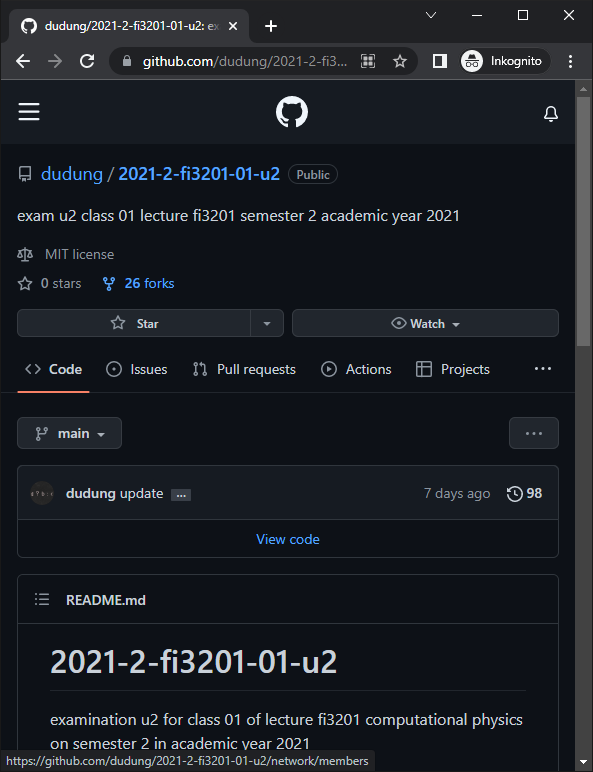 dudung/2021-2-fi3201-01-u2: ex
github.com/dudung/2021-2-fi3...
Inkognito
dudung / 2021-2-fi3201-01-u2 Public
exam u2 class 01 lecture fi3201 semester 2 academic year 2021
MIT license
0 stars 26 forks
Star Watch
Code Issues Pull requests Actions Projects ...
main ...
dudung update ... 7 days ago 98
View code
README.md
2021-2-fi3201-01-u2
examination u2 for class 01 of lecture fi3201 computational physics
on semester 2 in academic year 2021
https://github.com/dudung/2021-2-fi3201-01-u2/network/members